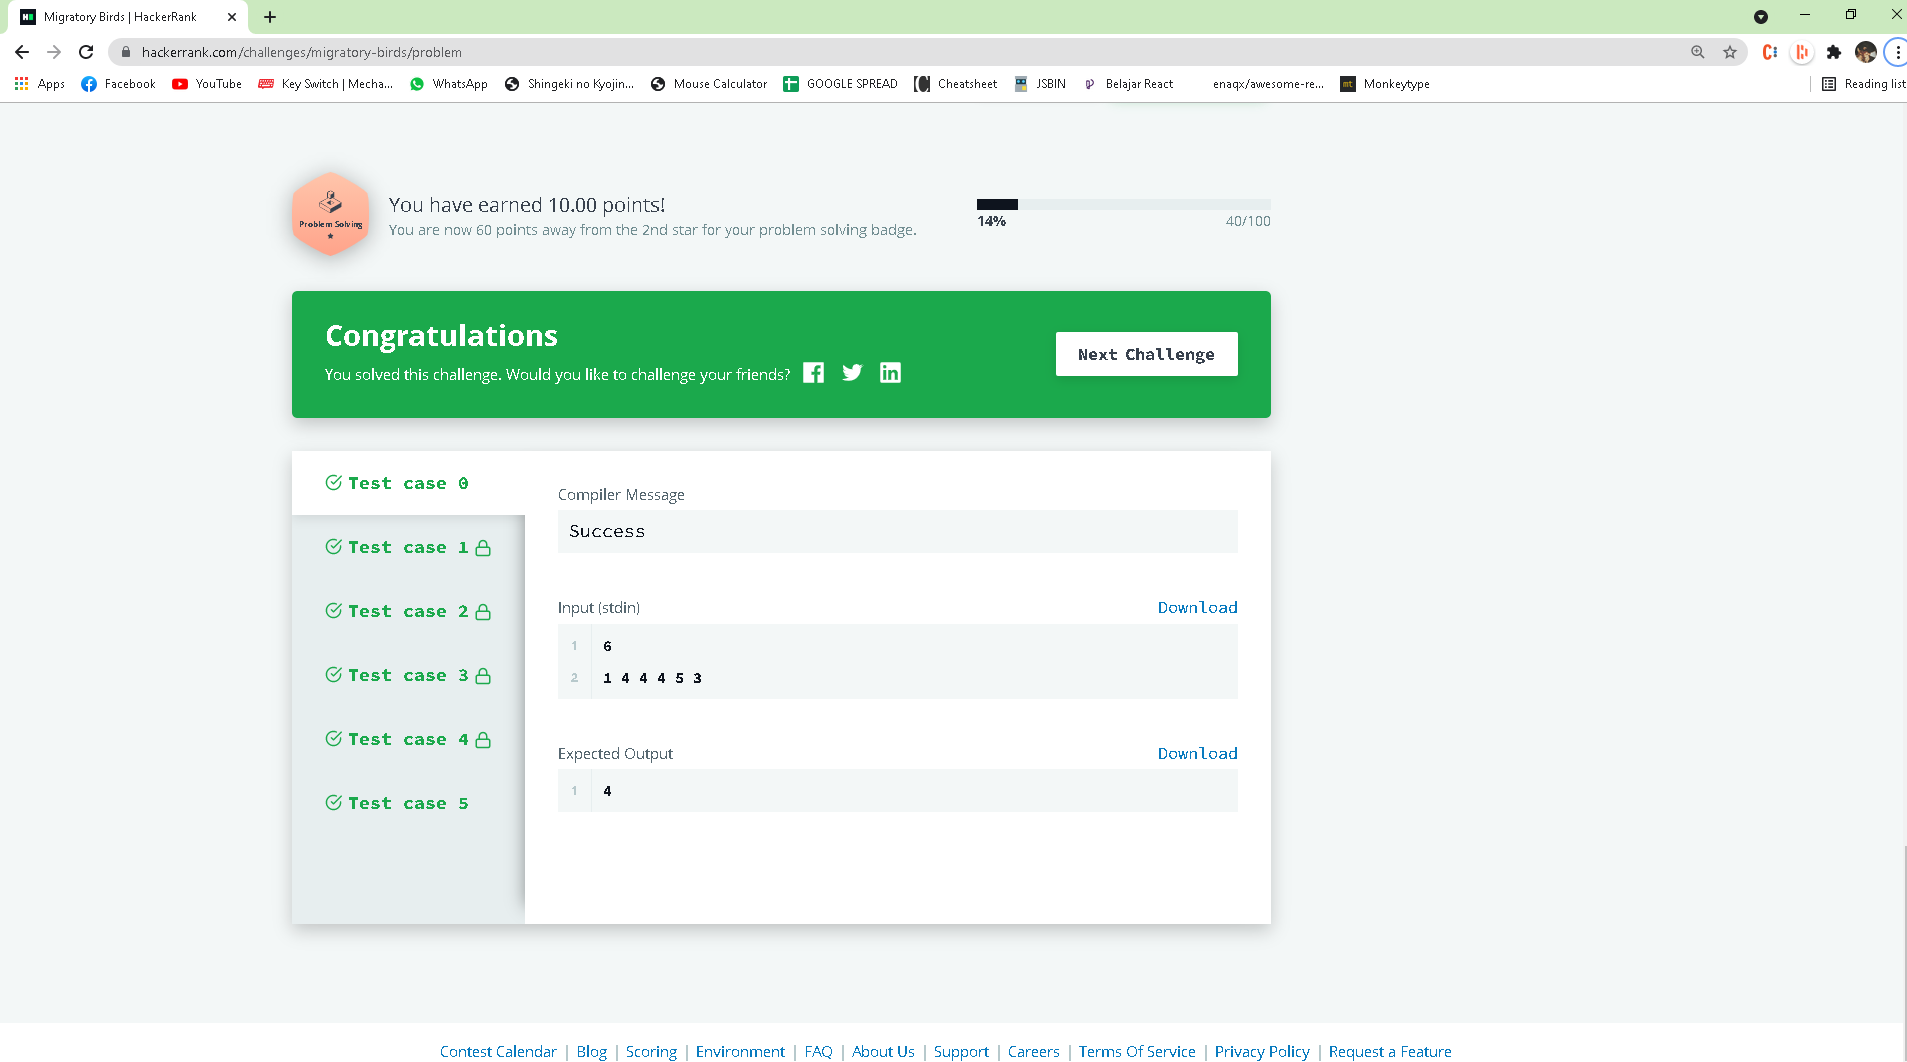 Migratory Birds | HackerRank
hackerrank.com/challenges/migratory-birds/problem
Apps Facebook YouTube Key Switch | Mecha... WhatsApp Shingeki no Kyojin... Mouse Calculator GOOGLE SPREAD Cheatsheet JSBIN Belajar React enaqx/awesome-re... mt Monkeytype Reading list
Problem Solving
You have earned 10.00 points!
You are now 60 points away from the 2nd star for your problem solving badge.
14% 40/100
Congratulations
You solved this challenge. Would you like to challenge your friends?
Next Challenge
Test case 0
Test case 1
Test case 2
Test case 3
Test case 4
Test case 5
Compiler Message
Success
Input (stdin) Download
1 6
2 1 4 4 4 5 3
Expected Output Download
1 4
Contest Calendar | Blog | Scoring | Environment | FAQ | About Us | Support | Careers | Terms Of Service | Privacy Policy | Request a Feature